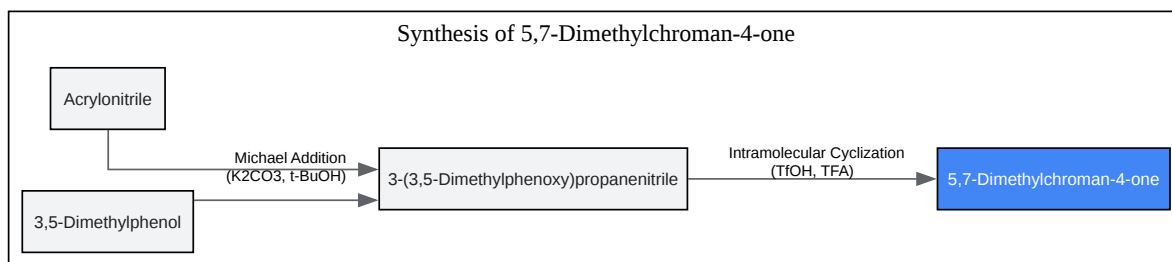 Synthesis of 5,7-Dimethylchroman-4-one
Acrylonitrile
Michael Addition
(K2CO3, t-BuOH)
3,5-Dimethylphenol
3-(3,5-Dimethylphenoxy)propanenitrile
Intramolecular Cyclization
(TfOH, TFA)
5,7-Dimethylchroman-4-one